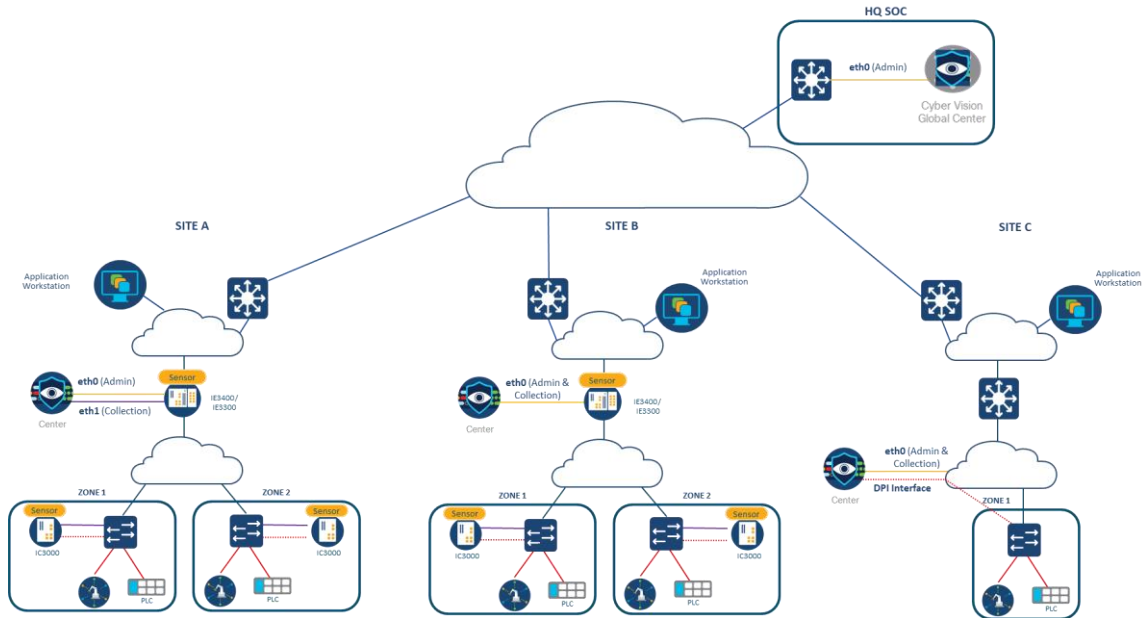 HQ SOC
eth0 (Admin)
Cyber Vision
Global Center
SITE A
SITE B
SITE C
Application
Workstation
Application
Workstation
Application
Workstation
Sensor
eth0 (Admin)
eth1 (Collection)
IE3400/
IE3300
Center
Sensor
eth0 (Admin &
Collection)
IE3400/
IE3300
Center
eth0 (Admin &
Collection)
DPI Interface
Center
ZONE 1
Sensor
IC3000
PLC
ZONE 2
Sensor
IC3000
PLC
ZONE 1
Sensor
IC3000
PLC
ZONE 2
Sensor
IC3000
PLC
ZONE 1
PLC